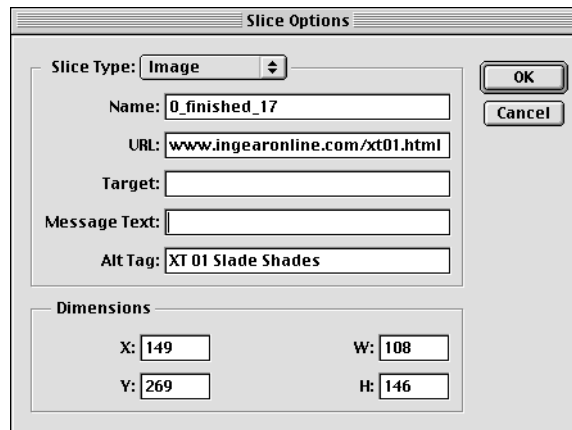 Slice Options
Slice Type: Image
OK
Name: 0_finished_17
Cancel
URL: www.ingearonline.com/xt01.html
Target:
Message Text:
Alt Tag: XT 01 Slade Shades
Dimensions
X: 149 W: 108
Y: 269 H: 146